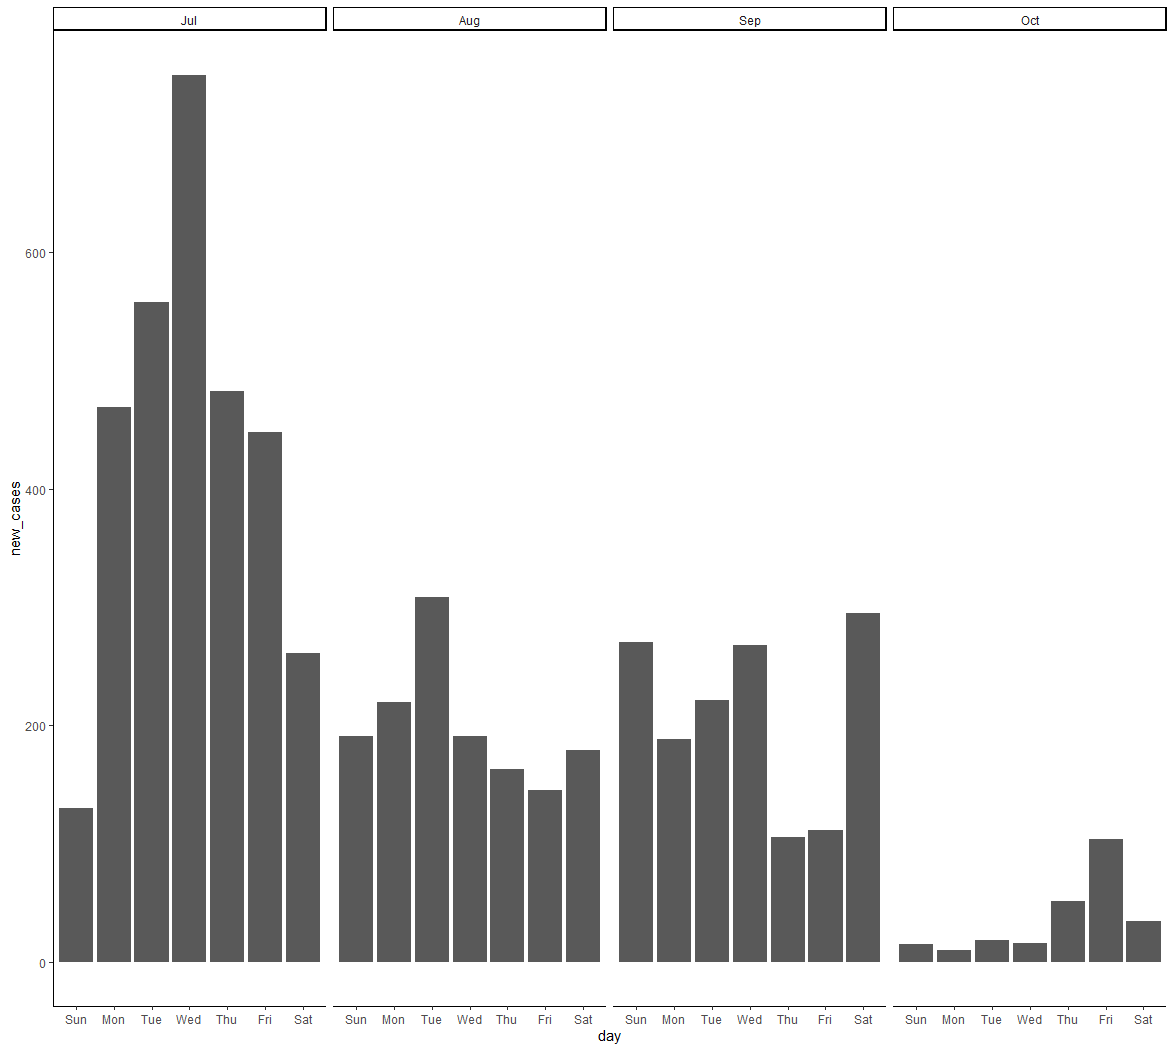 Jul Aug Sep Oct
600
400
200
0
new_cases
Sun Mon Tue Wed Thu Fri Sat Sun Mon Tue Wed Thu Fri Sat Sun Mon Tue Wed Thu Fri Sat Sun Mon Tue Wed Thu Fri Sat
day